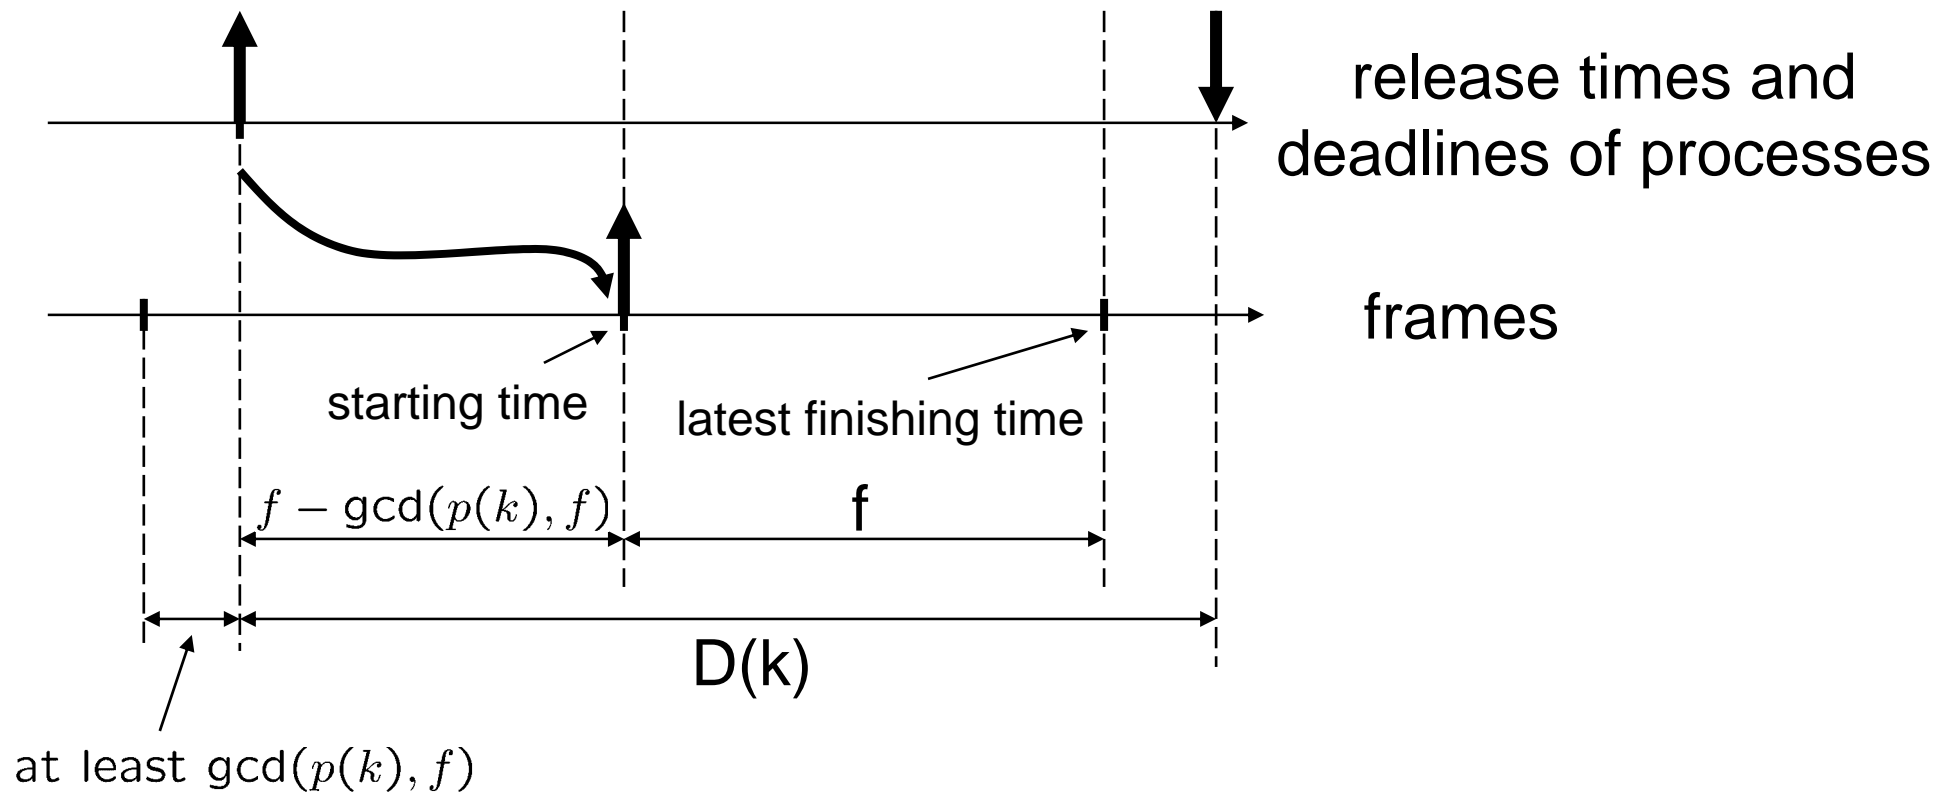 release times and
deadlines of processes
frames
starting time
latest finishing time
f − gcd(p(k), f)
f
D(k)
at least gcd(p(k), f)